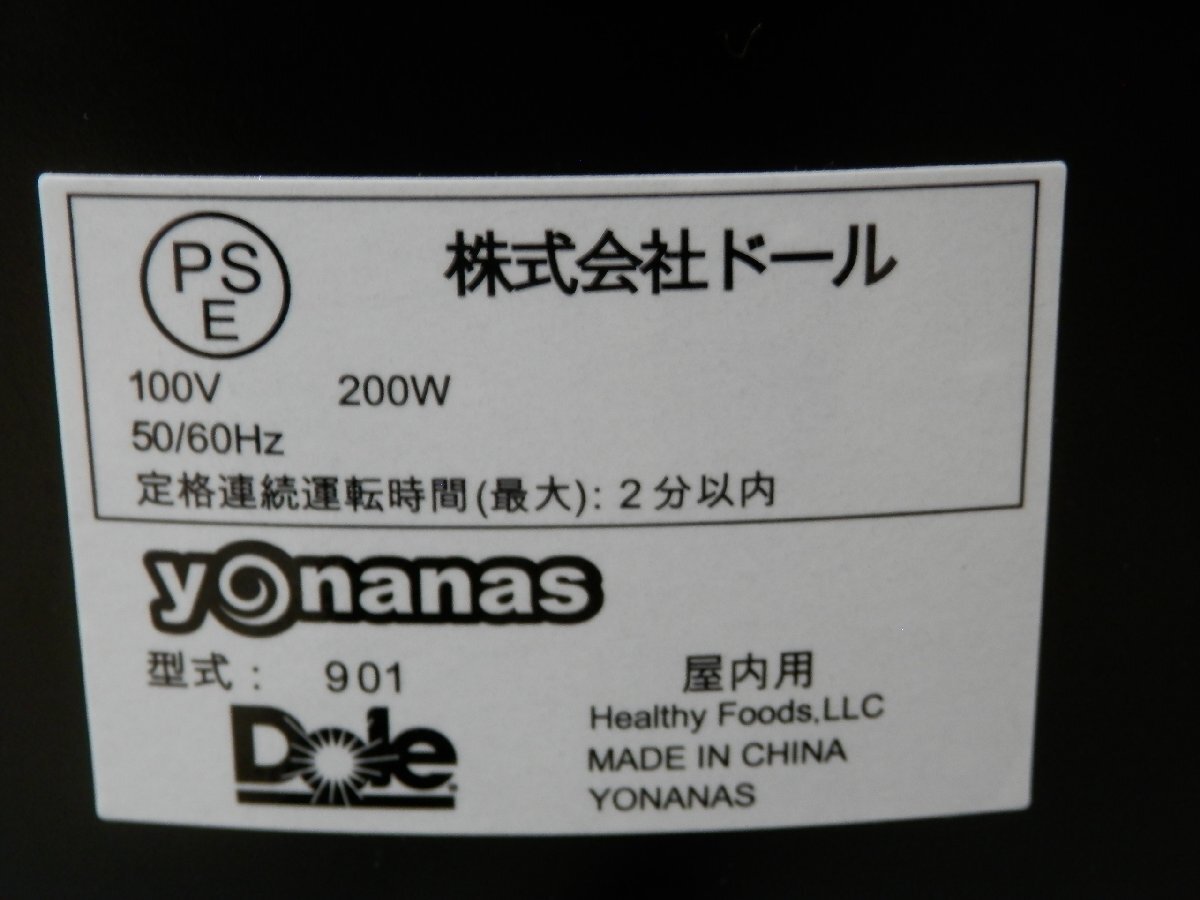 PS
E
株式会社ドール
100V 200W
50/60Hz
定格連続運転時間(最大): 2分以内
yonanas
型式: 901
屋内用
Dole
Healthy Foods,LLC
MADE IN CHINA
YONANAS